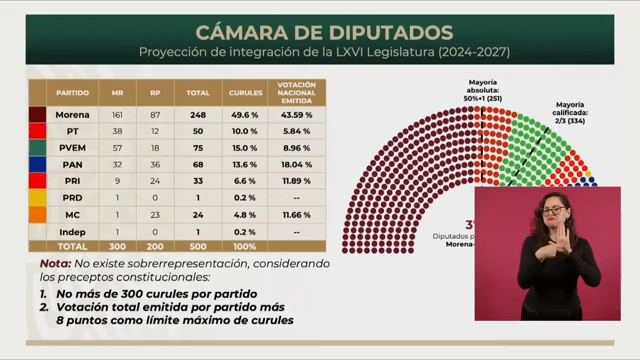 CÁMARA DE DIPUTADOS
Proyección de integración de la LXVI Legislatura (2024-2027)
PARTIDO MR RP TOTAL CURULES VOTACIÓN NACIONAL EMITIDA
Morena 161 87 248 49.6 % 43.59 %
PT 38 12 50 10.0 % 5.84 %
PVEM 57 18 75 15.0 % 8.96 %
PAN 32 36 68 13.6 % 18.04 %
PRI 9 24 33 6.6 % 11.89 %
PRD 1 0 1 0.2 % --
MC 1 23 24 4.8 % 11.66 %
Indep 1 0 1 0.2 % --
TOTAL 300 200 500 100%
Mayoría
absoluta:
50%+1 (251)
Mayoría
calificada:
2/3 (334)
Diputados
Morena-
Nota: No existe sobrerrepresentación, considerando
los preceptos constitucionales:
1. No más de 300 curules por partido
2. Votación total emitida por partido más
8 puntos como límite máximo de curules